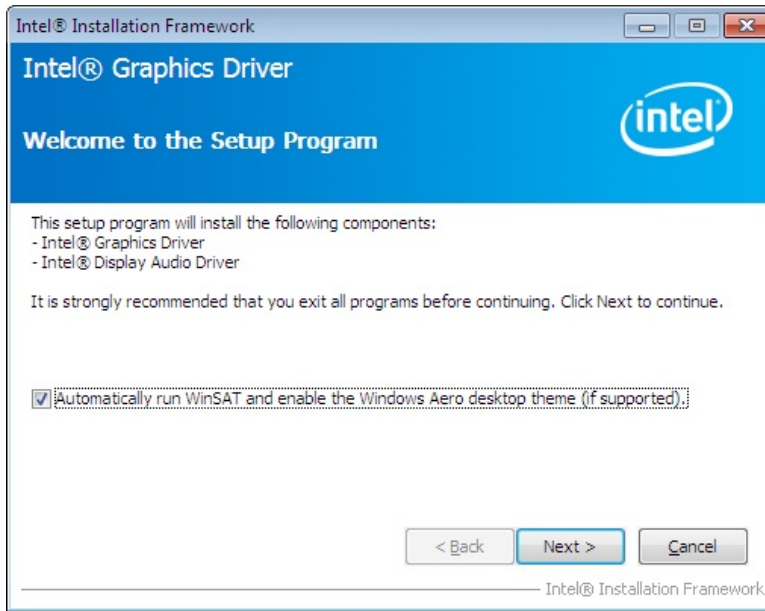 Intel® Installation Framework
Intel® Graphics Driver
Welcome to the Setup Program
intel
This setup program will install the following components:
- Intel® Graphics Driver
- Intel® Display Audio Driver
It is strongly recommended that you exit all programs before continuing. Click Next to continue.
Automatically run WinSAT and enable the Windows Aero desktop theme (if supported).
< Back Next > Cancel
Intel® Installation Framework